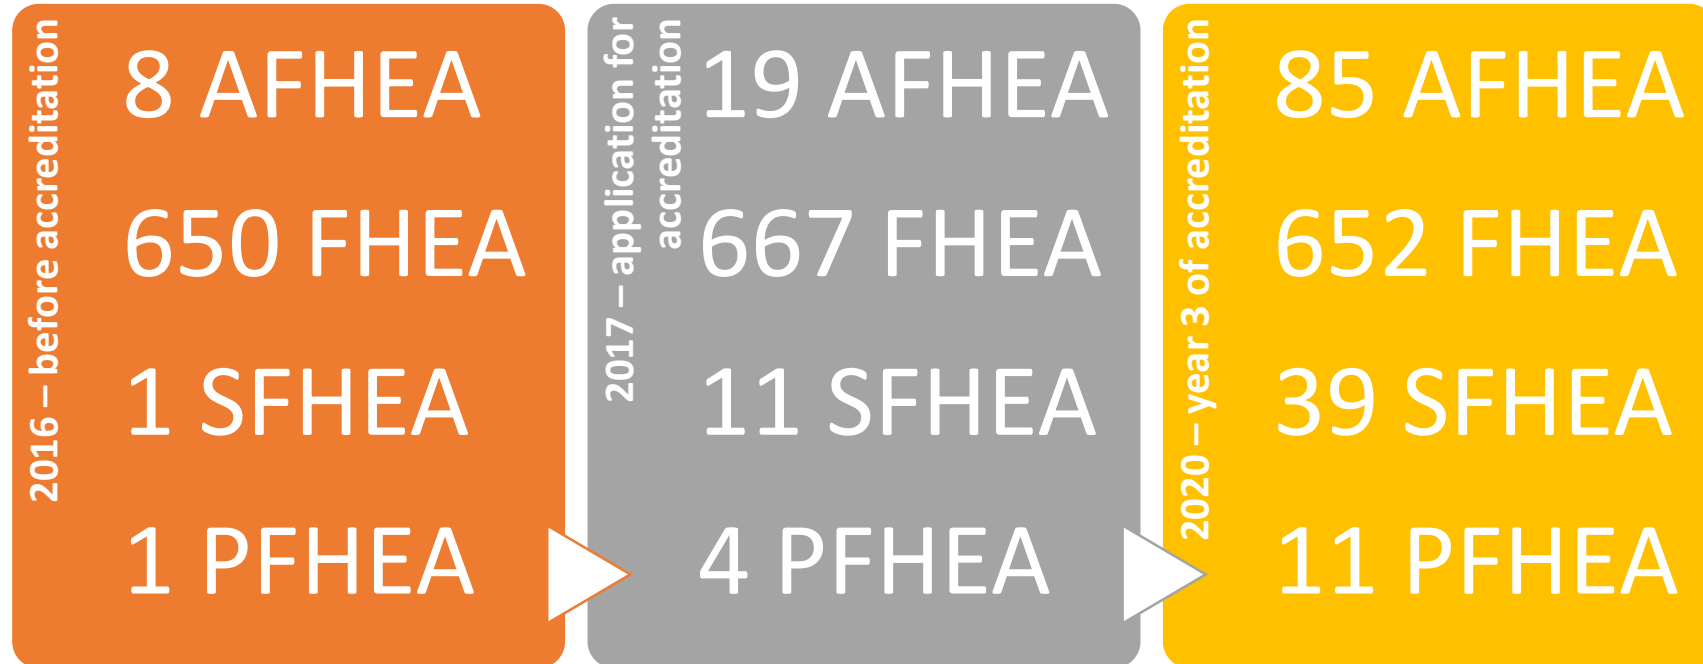 2016 – before accreditation
8 AFHEA
650 FHEA
1 SFHEA
1 PFHEA
2017 – application for
accreditation
19 AFHEA
667 FHEA
11 SFHEA
4 PFHEA
2020 – year 3 of accreditation
85 AFHEA
652 FHEA
39 SFHEA
11 PFHEA